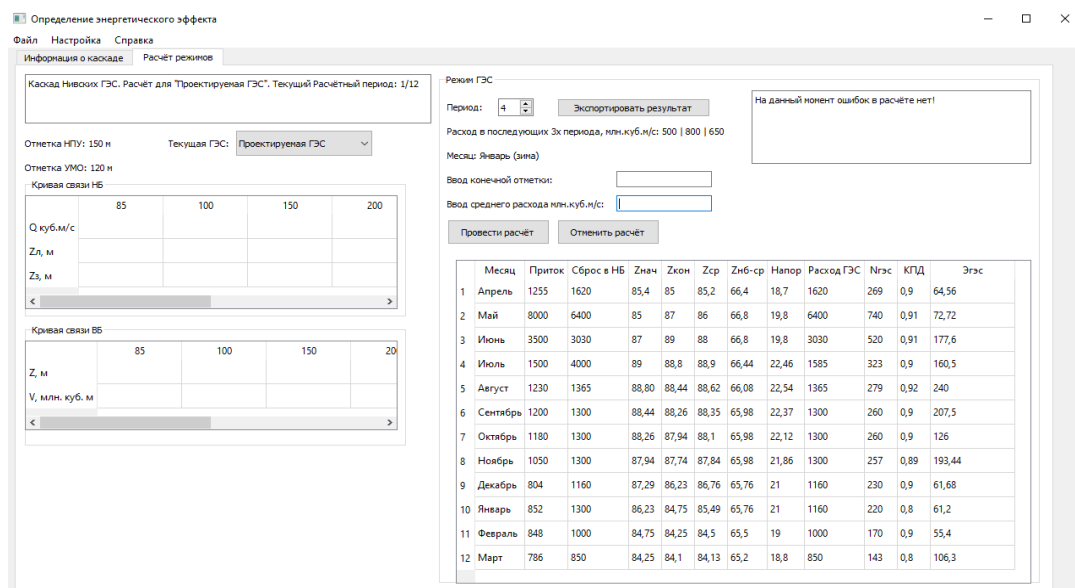 Определение энергетического эффекта
Файл Настройка Справка
Информация о каскаде Расчёт режимов
Каскад Нивских ГЭС. Расчёт для "Проектируемая ГЭС". Текущий Расчётный период: 1/12
Отметка НПУ: 150 м Текущая ГЭС: Проектируемая ГЭС
Отметка УМО: 120 м
Кривая связи НБ
85 100 150 200
Q куб.м/с
Zл, м
Zз, м
Кривая связи ВБ
85 100 150 20
Z, м
V, млн. куб. м
Режим ГЭС
Период: 4 Экспортировать результат
На данный момент ошибок в расчёте нет!
Расход в последующих 3х периода, млн.куб.м/с: 500 | 800 | 650
Месяц: Январь (зима)
Ввод конечной отметки:
Ввод среднего расхода млн.куб.м/с:
Провести расчёт Отменить расчёт
Месяц Приток Сброс в НБ Zнач Zкон Zср Zнб-ср Напор Расход ГЭС Nгэс КПД Эгэс
1 Апрель 1255 1620 85,4 85 85,2 66,4 18,7 1620 269 0,9 64,56
2 Май 8000 6400 85 87 86 66,8 19,8 6400 740 0,91 72,72
3 Июнь 3500 3030 87 89 88 66,8 19,8 3030 520 0,91 177,6
4 Июль 1500 4000 89 88,8 88,9 66,44 22,46 1585 323 0,9 160,5
5 Август 1230 1365 88,80 88,44 88,62 66,08 22,54 1365 279 0,92 240
6 Сентябрь 1200 1300 88,44 88,26 88,35 65,98 22,37 1300 260 0,9 207,5
7 Октябрь 1180 1300 88,26 87,94 88,1 65,98 22,12 1300 260 0,9 126
8 Ноябрь 1050 1300 87,94 87,74 87,84 65,98 21,86 1300 257 0,89 193,44
9 Декабрь 804 1160 87,29 86,23 86,76 65,76 21 1160 230 0,9 61,68
10 Январь 852 1300 86,23 84,75 85,49 65,76 21 1160 220 0,8 61,2
11 Февраль 848 1000 84,75 84,25 84,5 65,5 19 1000 170 0,9 55,4
12 Март 786 850 84,25 84,1 84,13 65,2 18,8 850 143 0,8 106,3